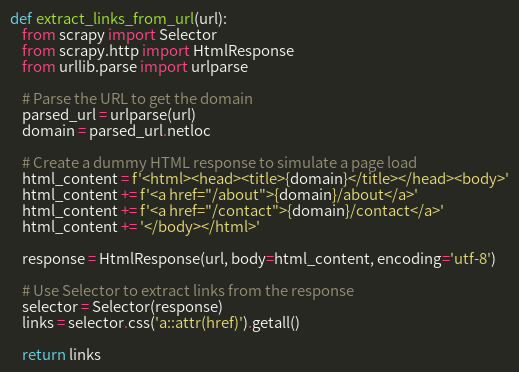 def extract_links_from_url(url):
    from scrapy import Selector
    from scrapy.http import HtmlResponse
    from urllib.parse import urlparse

    # Parse the URL to get the domain
    parsed_url = urlparse(url)
    domain = parsed_url.netloc

    # Create a dummy HTML response to simulate a page load
    html_content = f'<html><head><title>{domain}</title></head><body>'
    html_content += f'<a href="/about">{domain}/about</a>'
    html_content += f'<a href="/contact">{domain}/contact</a>'
    html_content += '</body></html>'

    response = HtmlResponse(url, body=html_content, encoding='utf-8')

    # Use Selector to extract links from the response
    selector = Selector(response)
    links = selector.css('a::attr(href)').getall()

    return links